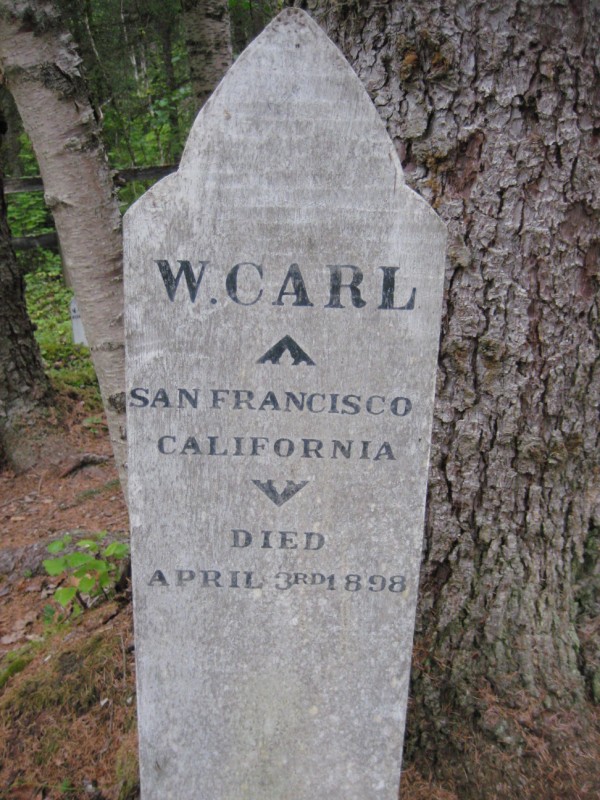 W. CARL
SAN FRANCISCO
CALIFORNIA
DIED
APRIL 3RD 1898